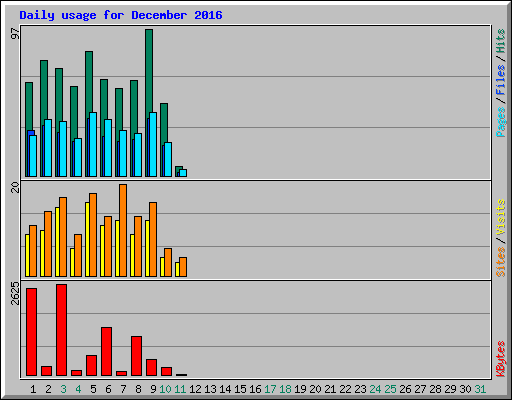 Daily usage for December 2016
97
20
2625
Pages/Files/Hits
Sites/Visits
KBytes
1 2 3 4 5 6 7 8 9 10 11 12 13 14 15 16 17 18 19 20 21 22 23 24 25 26 27 28 29 30 31